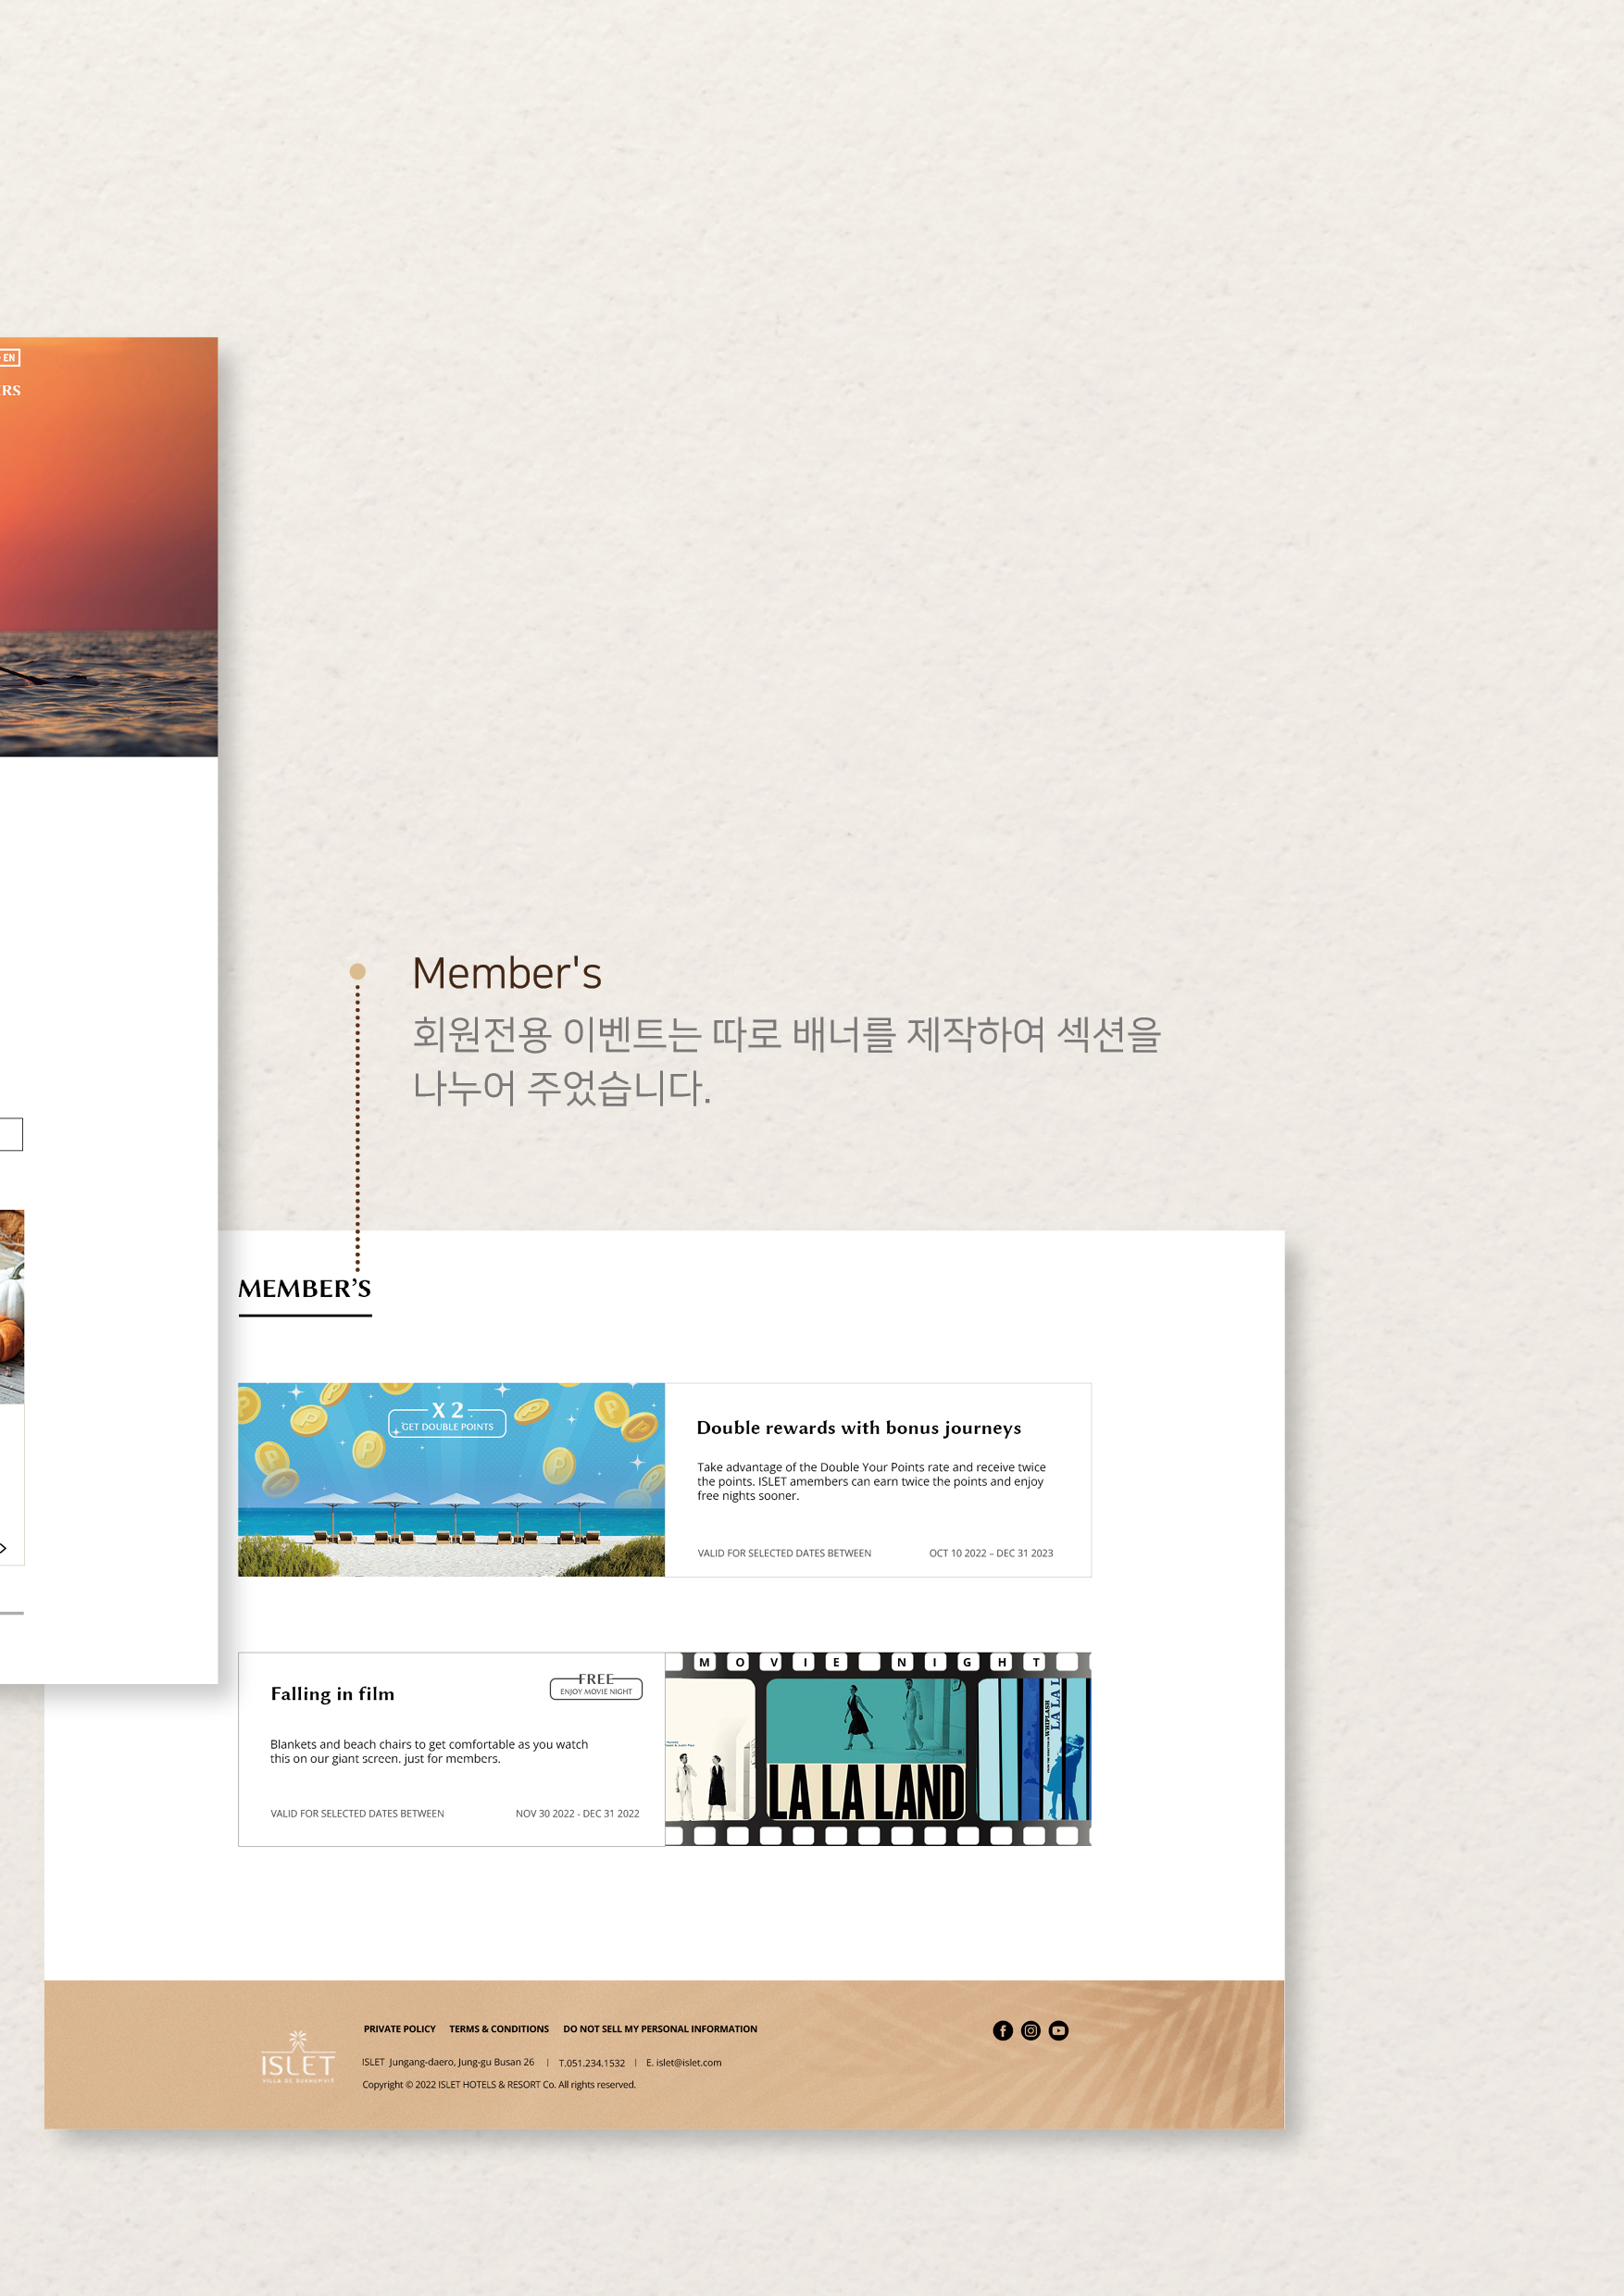 EN
RS
Member's
회원전용 이벤트는 따로 배너를 제작하여 섹션을
나누어 주었습니다.
MEMBER’S
X 2
GET DOUBLE POINTS
Double rewards with bonus journeys
Take advantage of the Double Your Points rate and receive twice
the points. ISLET amembers can earn twice the points and enjoy
free nights sooner.
VALID FOR SELECTED DATES BETWEEN OCT 10 2022 – DEC 31 2023
Falling in film
FREE
ENJOY MOVIE NIGHT
Blankets and beach chairs to get comfortable as you watch
this on our giant screen. just for members.
VALID FOR SELECTED DATES BETWEEN NOV 30 2022 - DEC 31 2022
MOVIE NIGHT
LA LA LAND
WHIPLASH
LA LA L
PRIVATE POLICY TERMS & CONDITIONS DO NOT SELL MY PERSONAL INFORMATION
ISLET
ISLET Jungang-daero, Jung-gu Busan 26 | T.051.234.1532 | E. islet@islet.com
Copyright © 2022 ISLET HOTELS & RESORT Co. All rights reserved.